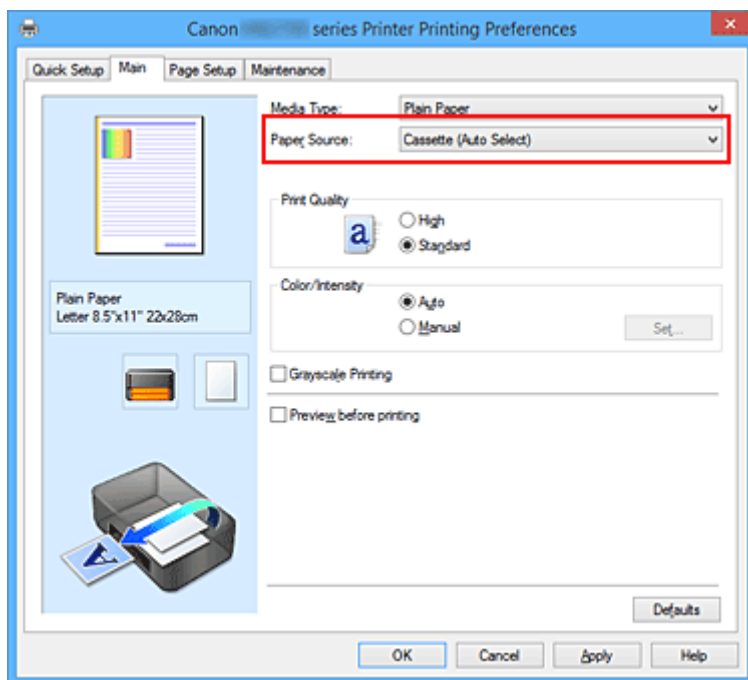 Canon series Printer Printing Preferences
Quick Setup Main Page Setup Maintenance
Media Type: Plain Paper
Paper Source: Cassette (Auto Select)
Print Quality
a
High
Standard
Color/Intensity
Auto
Manual
Set...
Plain Paper
Letter 8.5"x11" 22x28cm
Grayscale Printing
Preview before printing
A
Defaults
OK Cancel Apply Help